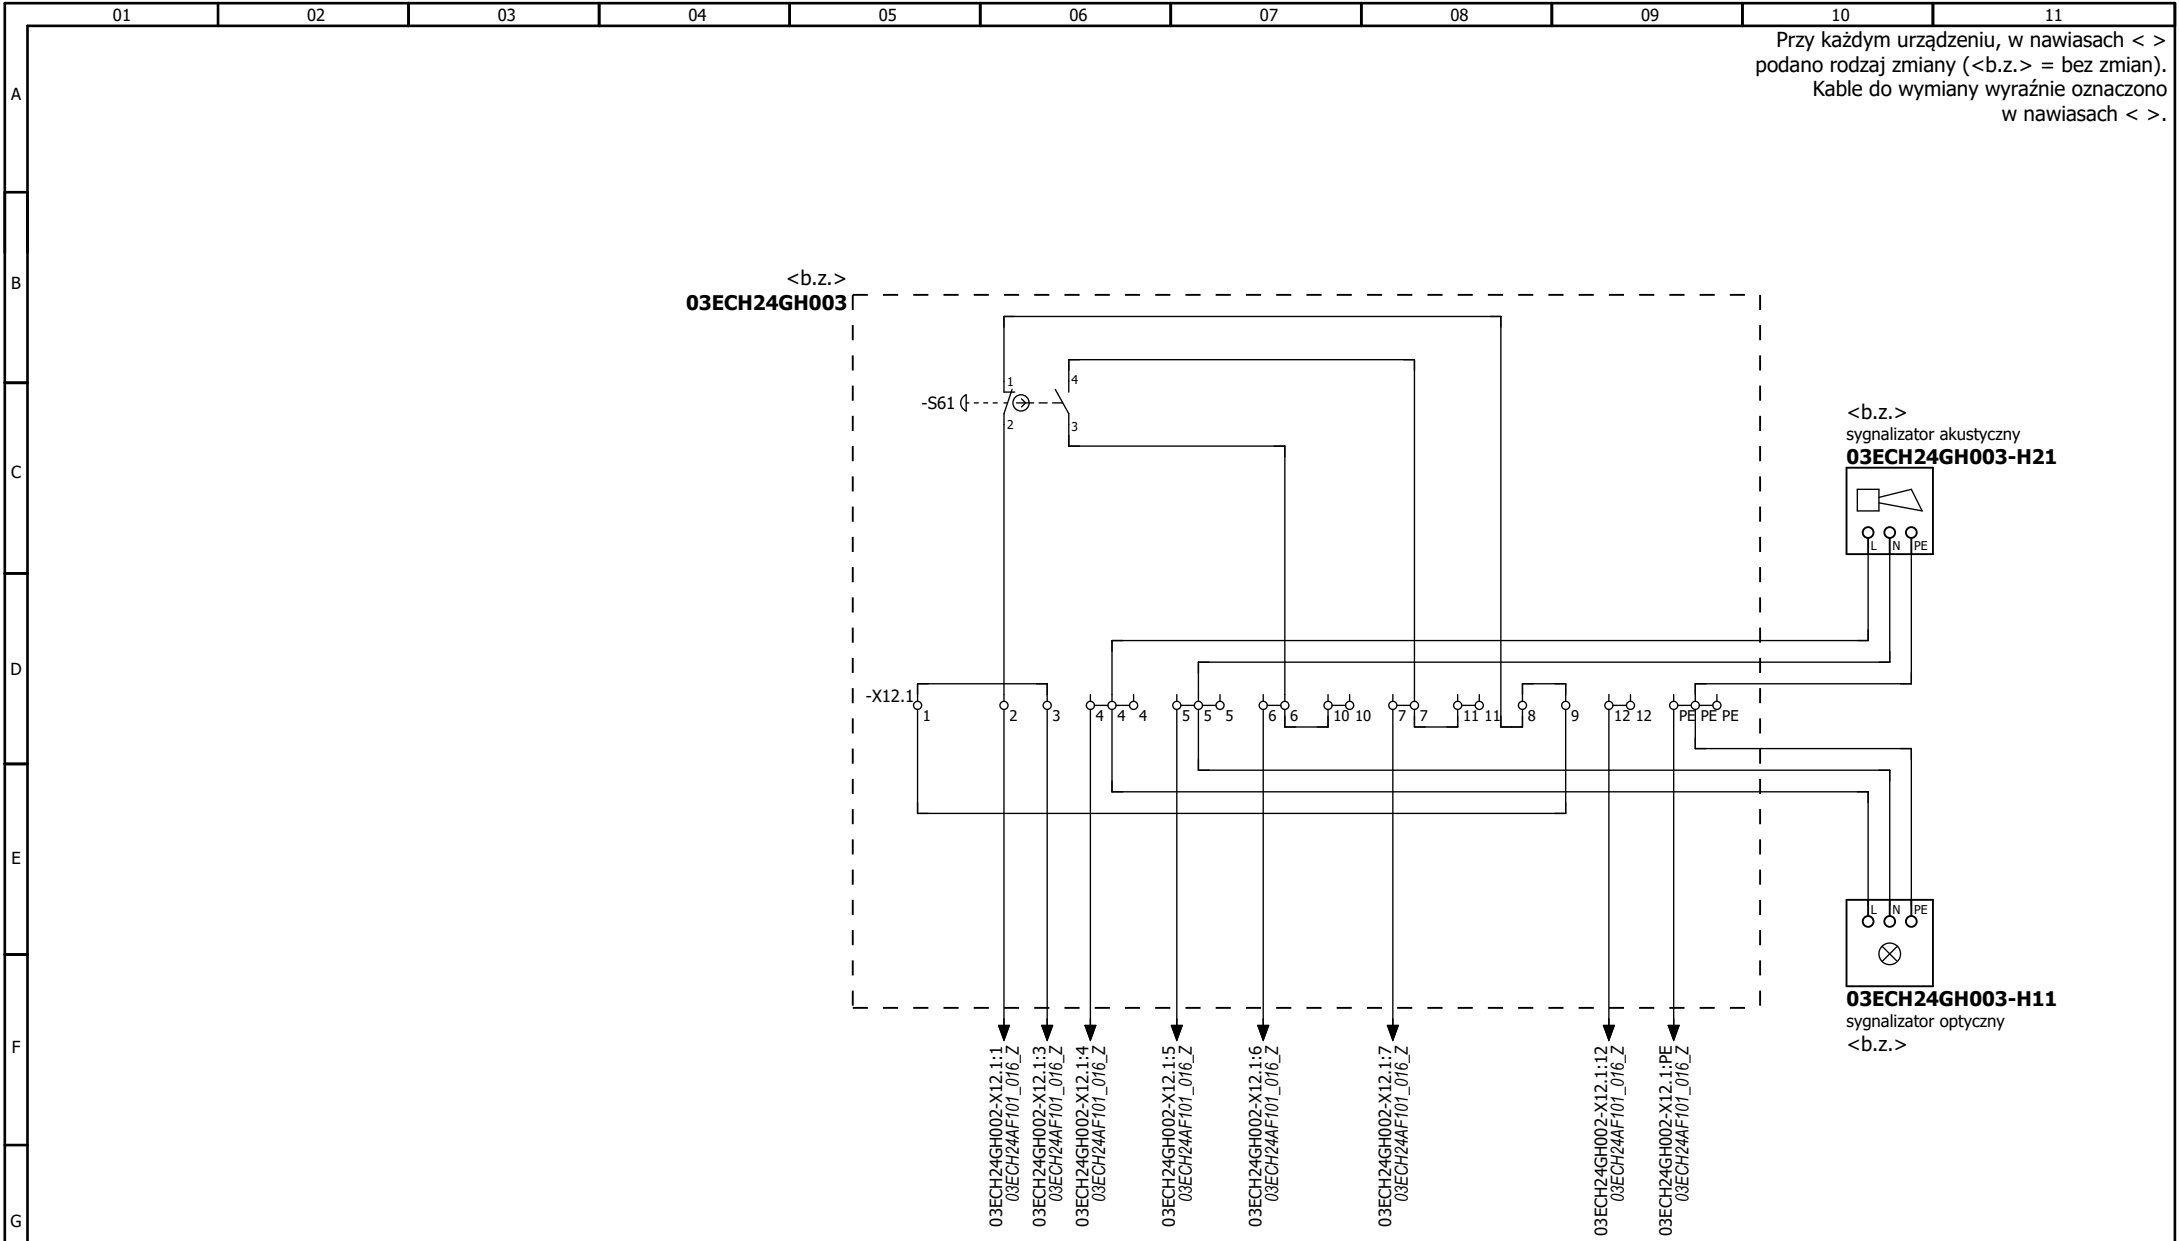 01 02 03 04 05 06 07 08 09 10 11
Przy każdym urządzeniu, w nawiasach < >
podano rodzaj zmiany (<b.z.> = bez zmian).
Kable do wymiany wyraźnie oznaczono
w nawiasach < >.
A
B
C
D
E
F
G
<b.z.>
03ECH24GH003
1
4
-S61
2
3
<b.z.>
sygnalizator akustyczny
03ECH24GH003-H21
L N PE
-X12.1
1 2 3 4 4 4 5 5 5 6 6 10 10 7 7 11 11 8 9 12 12 PE PE PE
L N PE
03ECH24GH003-H11
sygnalizator optyczny
<b.z.>
03ECH24GH002-X12.1:1
03ECH24AF101_016_Z
03ECH24GH002-X12.1:3
03ECH24AF101_016_Z
03ECH24GH002-X12.1:4
03ECH24AF101_016_Z
03ECH24GH002-X12.1:5
03ECH24AF101_016_Z
03ECH24GH002-X12.1:6
03ECH24AF101_016_Z
03ECH24GH002-X12.1:7
03ECH24AF101_016_Z
03ECH24GH002-X12.1:12
03ECH24AF101_016_Z
03ECH24GH002-X12.1:PE
03ECH24AF101_016_Z